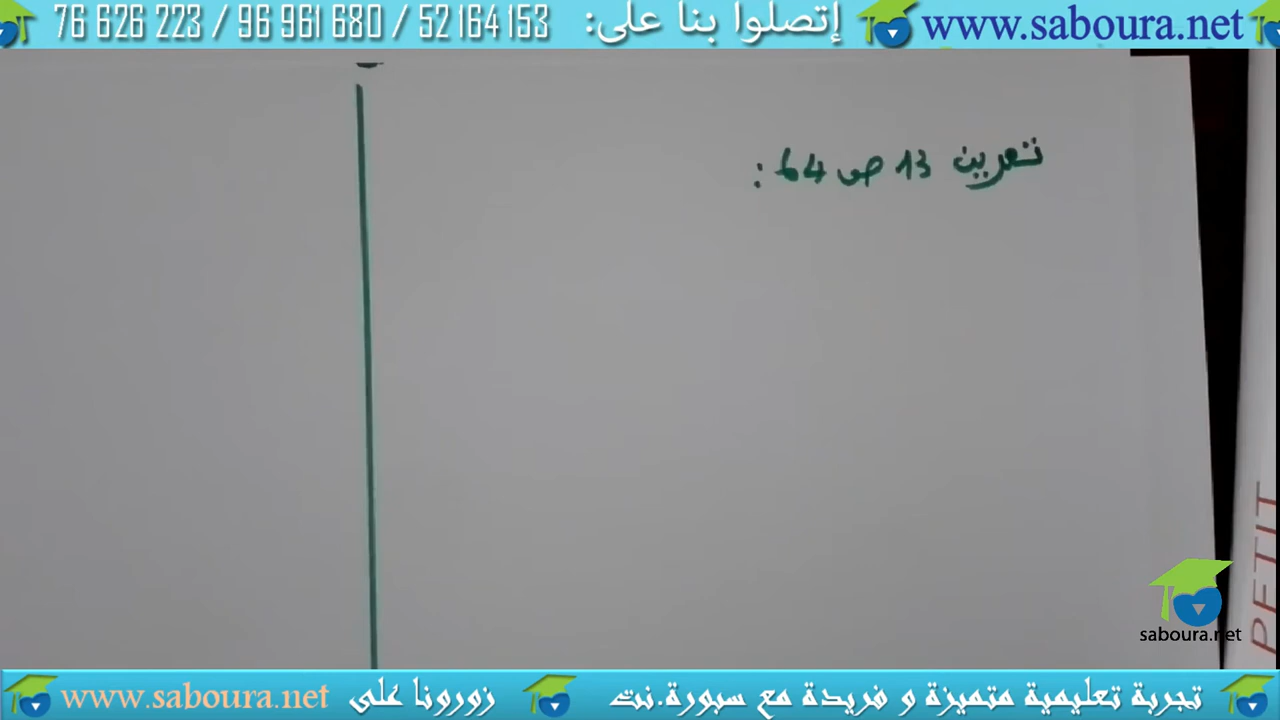 76 626 223 / 96 961 680 / 52 164 153 إتصلوا بنا على: www.saboura.net
تمرين 13 ص 64 :
PETIT
saboura.net
تجربة تعليمية متميزة و فريدة مع سبورة.نت زورونا على www.saboura.net